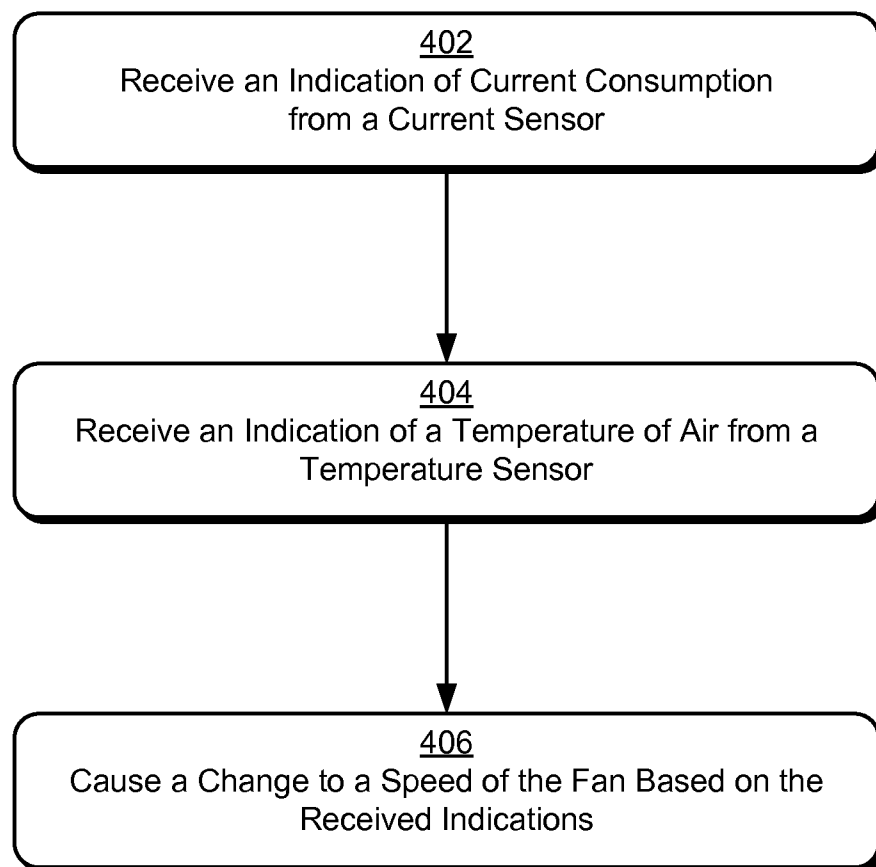 402
Receive an Indication of Current Consumption
from a Current Sensor
404
Receive an Indication of a Temperature of Air from a
Temperature Sensor
406
Cause a Change to a Speed of the Fan Based on the
Received Indications